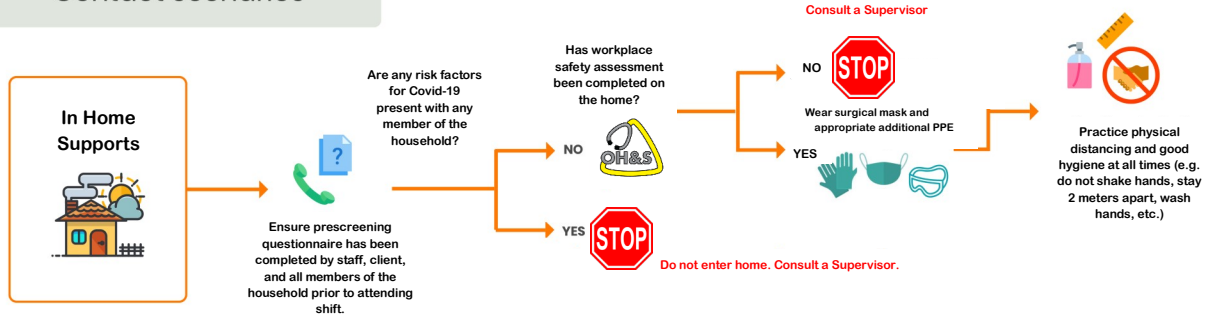 In Home
Supports
?
Ensure prescreening
questionnaire has been
completed by staff, client,
and all members of the
household prior to attending
shift.
Are any risk factors
for Covid-19
present with any
member of the
household?
NO
OH&S
YES
STOP
Do not enter home. Consult a Supervisor.
Has workplace
safety assessment
been completed on
the home?
Consult a Supervisor
NO
STOP
Wear surgical mask and
appropriate additional PPE
YES
Practice physical
distancing and good
hygiene at all times (e.g.
do not shake hands, stay
2 meters apart, wash
hands, etc.)